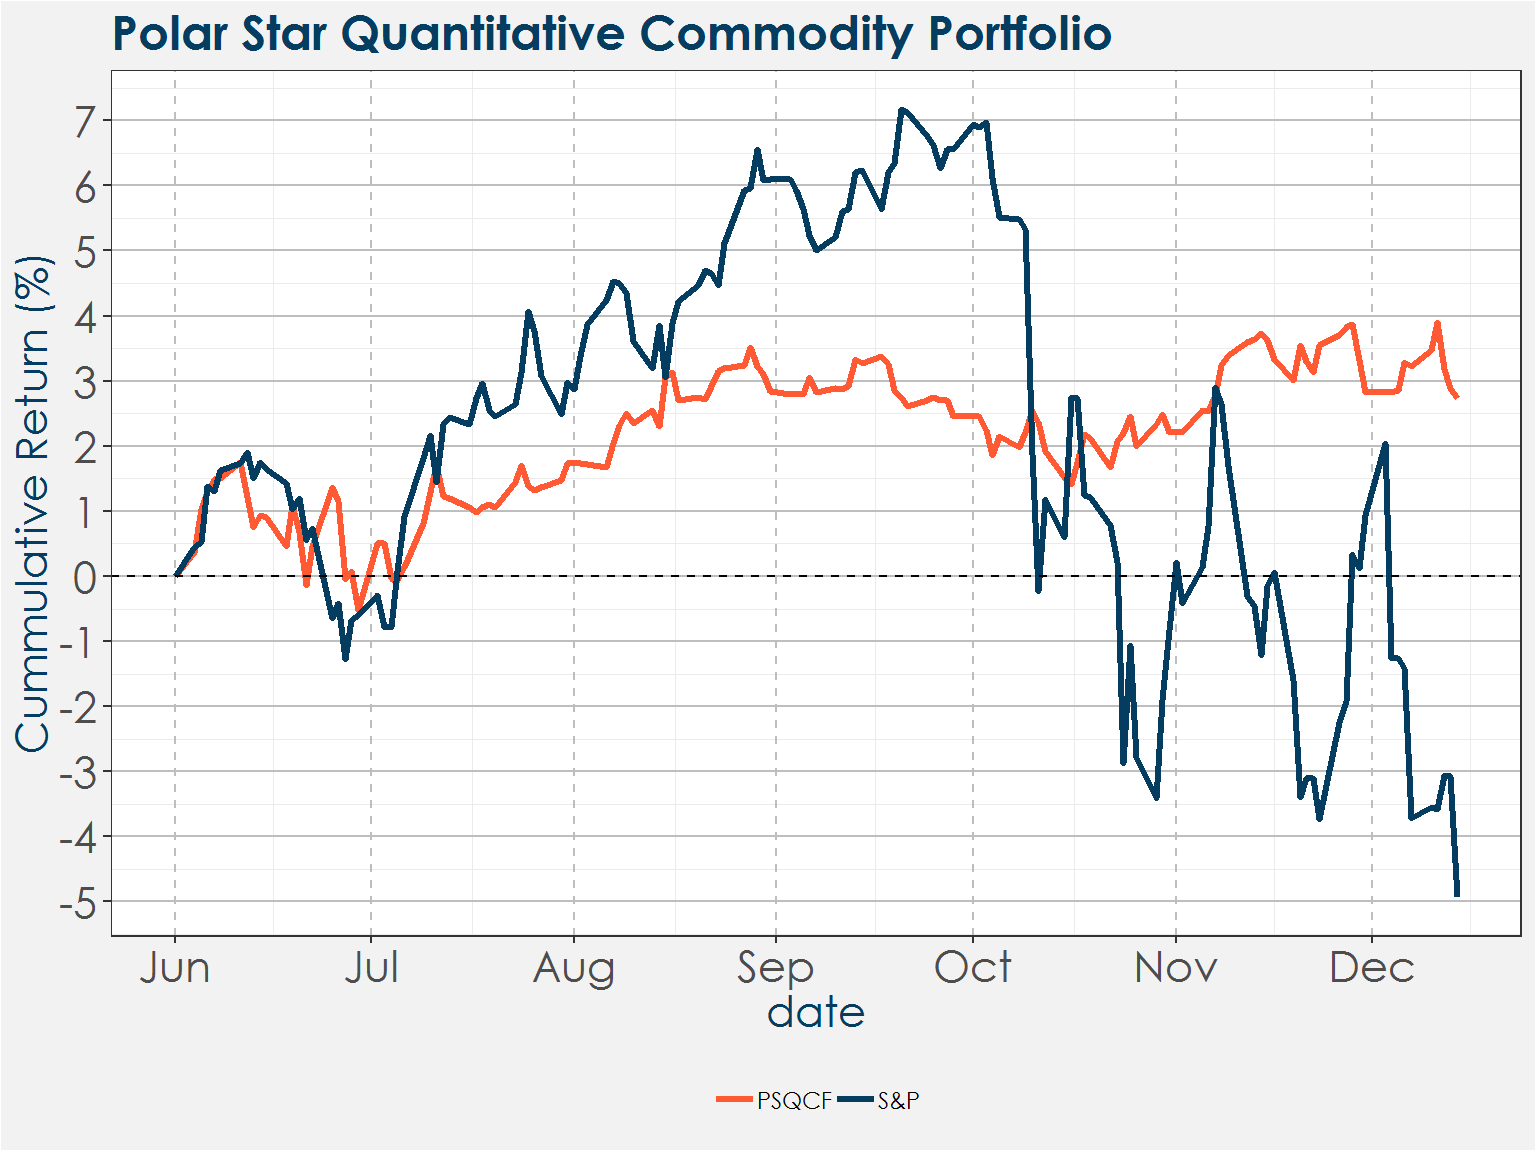 Polar Star Quantitative Commodity Portfolio
Cummulative Return (%)
7
6
5
4
3
2
1
0
-1
-2
-3
-4
-5
Jun Jul Aug Sep Oct Nov Dec
date
PSQCF S&P